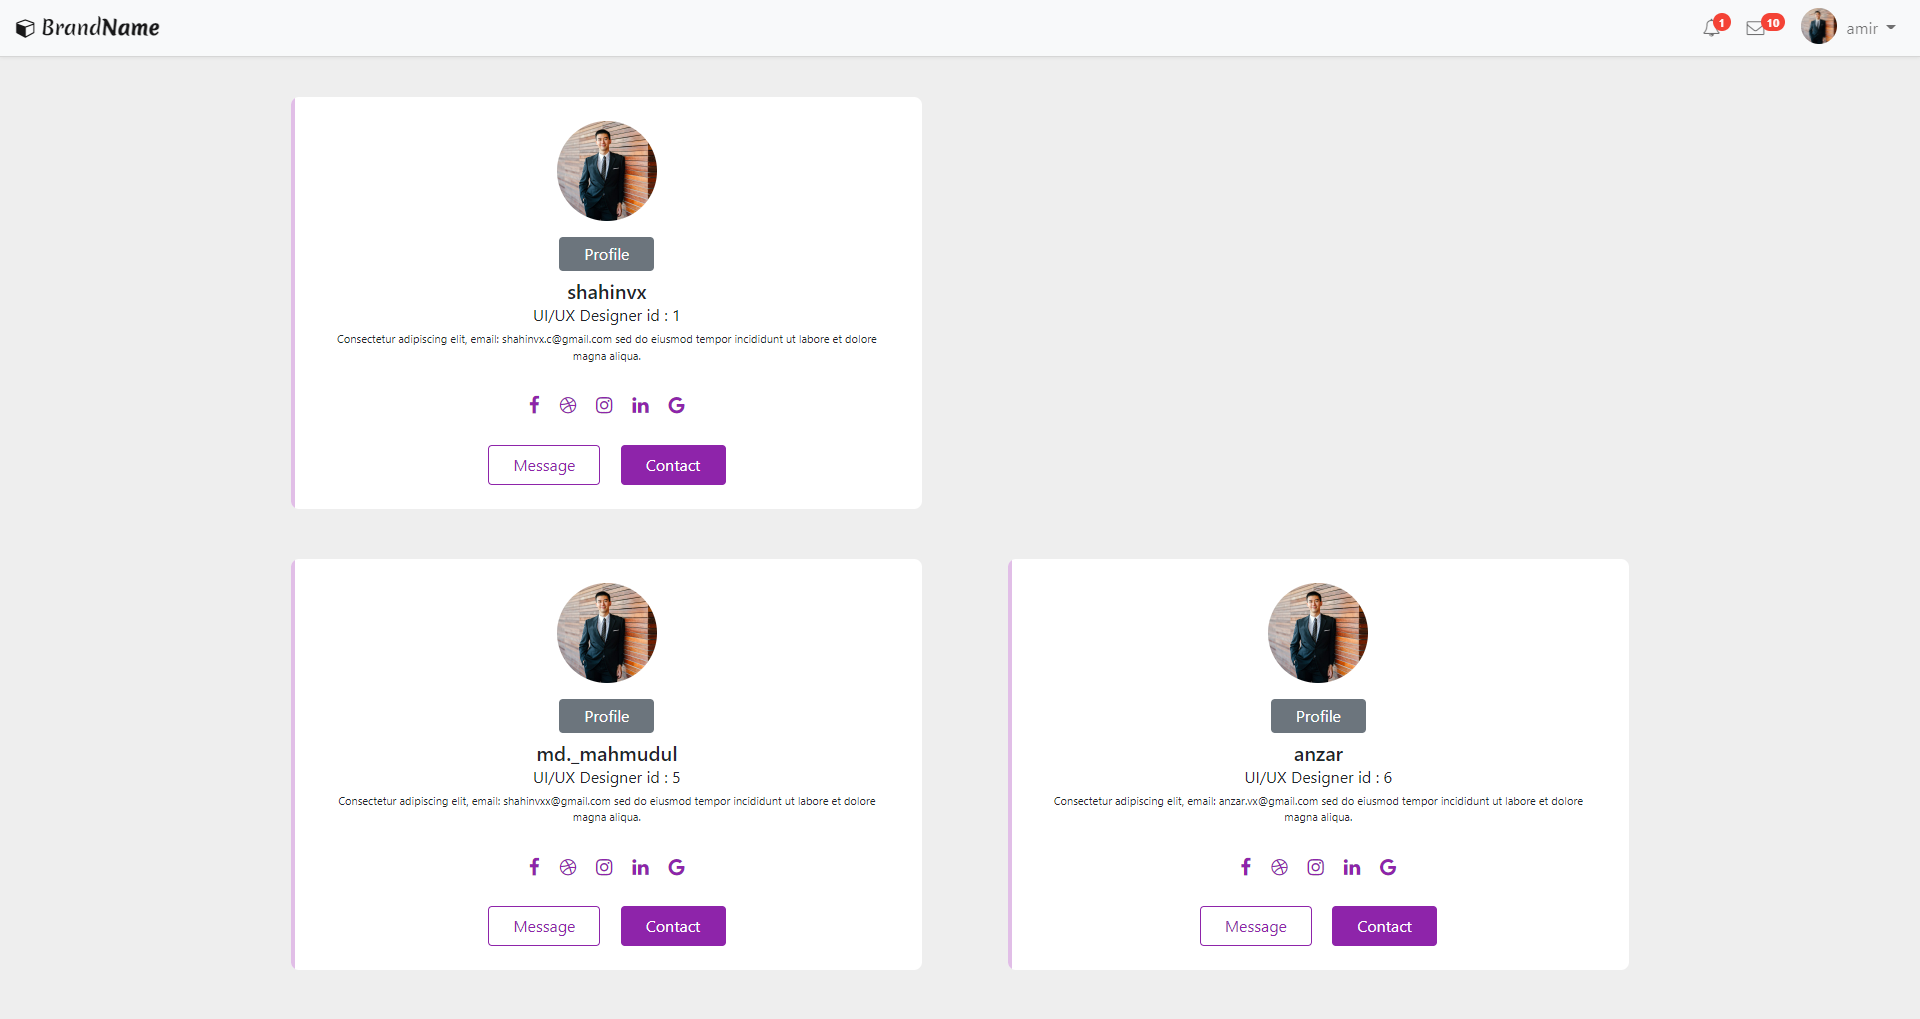 BrandName
1
10
amir
Profile
shahinvx
UI/UX Designer id : 1
Consectetur adipiscing elit, email: shahinvx.c@gmail.com sed do eiusmod tempor incididunt ut labore et dolore
magna aliqua.
Message
Contact
Profile
md._mahmudul
UI/UX Designer id : 5
Consectetur adipiscing elit, email: shahinvxx@gmail.com sed do eiusmod tempor incididunt ut labore et dolore
magna aliqua.
Message
Contact
Profile
anzar
UI/UX Designer id : 6
Consectetur adipiscing elit, email: anzar.vx@gmail.com sed do eiusmod tempor incididunt ut labore et dolore
magna aliqua.
Message
Contact